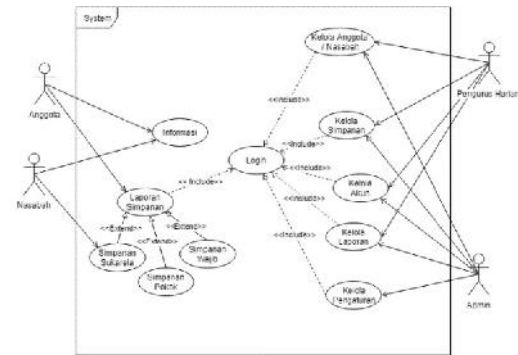 System
Kelola Anggota
/ Nasabah
Pengurus Harian
Anggota
<<Include>>
Informasi
Kelola
Simpanan
<<Include>>
Login
Nasabah
<<Include>>
<<Include>>
Kelola
Akun
Laporan
Simpanan
<<Include>>
Kelola
Laporan
<<Extend>>
<<Extend>>
<<Extend>>
<<Include>>
Simpanan
Sukarela
Simpanan
Wajib
Simpanan
Pokok
Kelola
Pengaturan
Admin